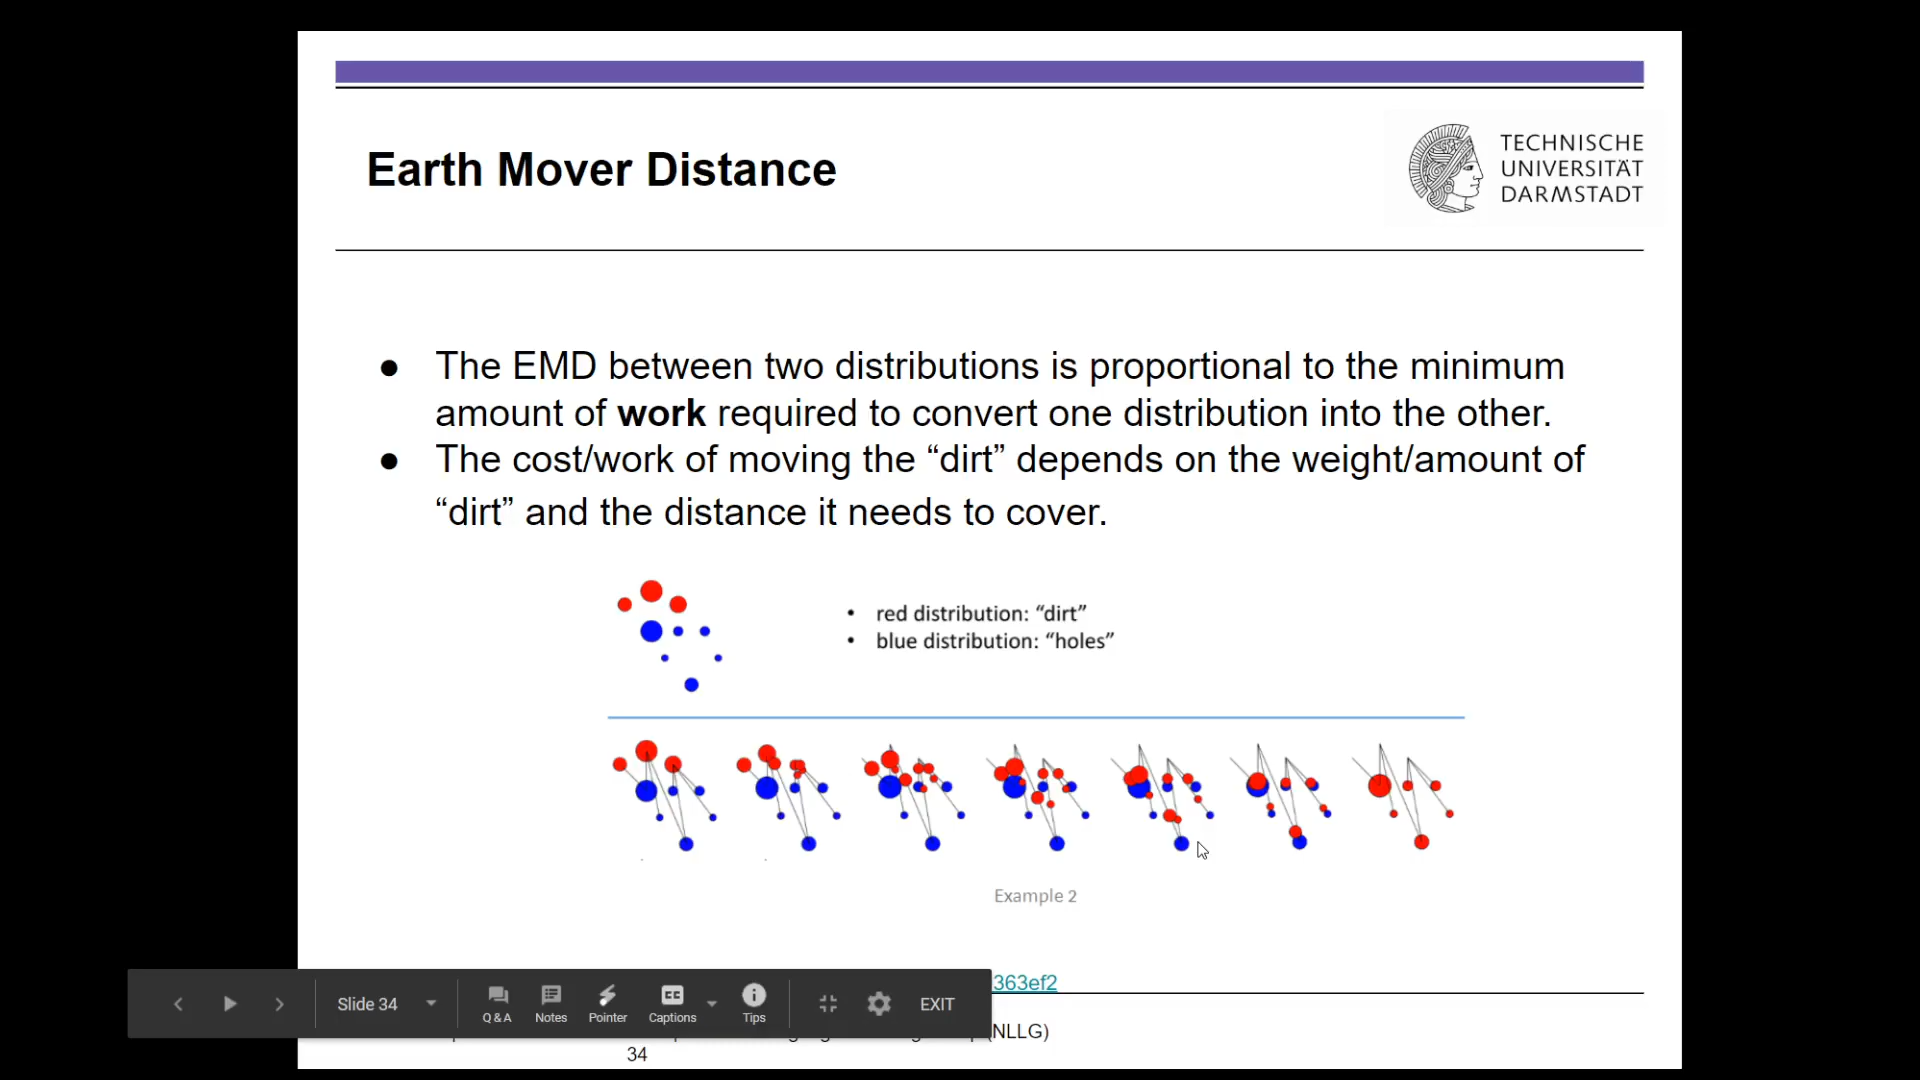 Earth Mover Distance
TECHNISCHE
UNIVERSITÄT
DARMSTADT
● The EMD between two distributions is proportional to the minimum
amount of work required to convert one distribution into the other.
● The cost/work of moving the “dirt” depends on the weight/amount of
“dirt” and the distance it needs to cover.
• red distribution: “dirt”
• blue distribution: “holes”
Example 2
363ef2
Slide 34
Q & A
Notes
Pointer
Captions
Tips
EXIT
(NLLG)
34